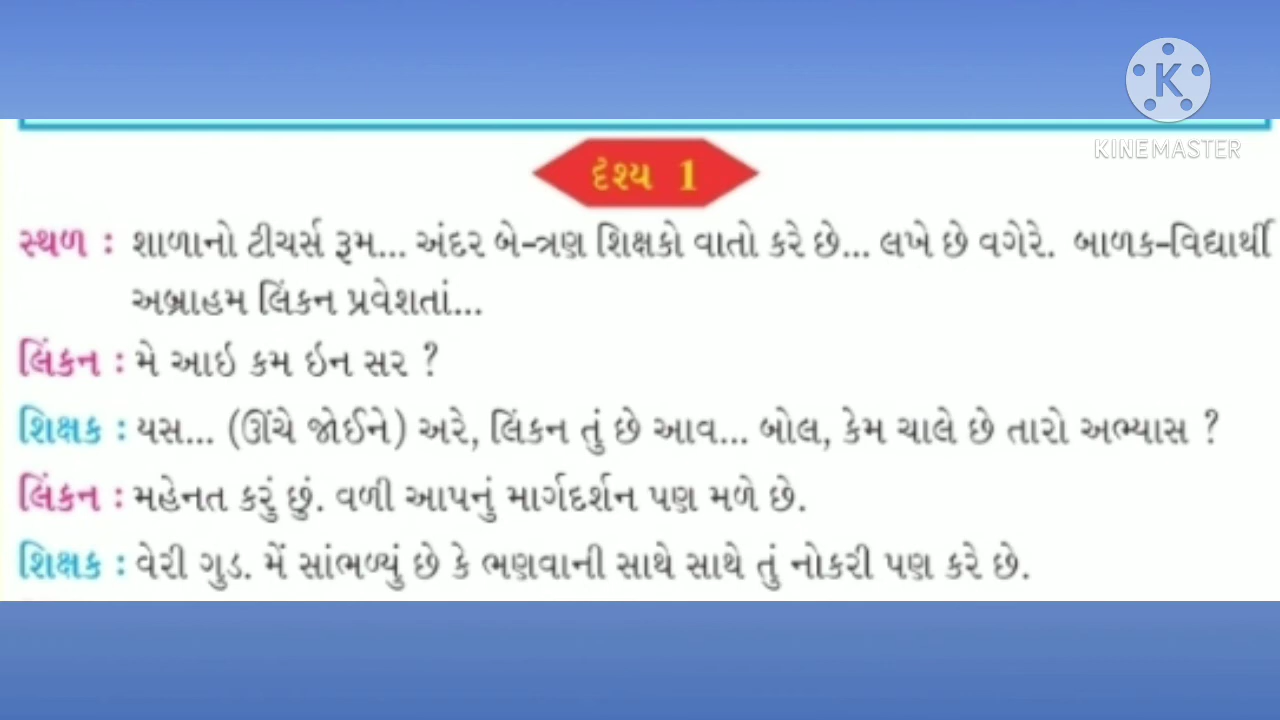 K
KINEMASTER
દૃશ્ય 1
સ્થળ : શાળાનો ટીચર્સ રૂમ... અંદર બે-ત્રણ શિક્ષકો વાતો કરે છે... લખે છે વગેરે. બાળક-વિદ્યાર્થી
અબ્રાહમ લિંકન પ્રવેશતાં...
લિંકન : મે આઇ કમ ઇન સર ?
શિક્ષક : યસ... (ઊંચે જોઈને) અરે, લિંકન તું છે આવ... બોલ, કેમ ચાલે છે તારો અભ્યાસ ?
લિંકન : મહેનત કરું છું. વળી આપનું માર્ગદર્શન પણ મળે છે.
શિક્ષક : વેરી ગુડ. મેં સાંભળ્યું છે કે ભણવાની સાથે સાથે તું નોકરી પણ કરે છે.